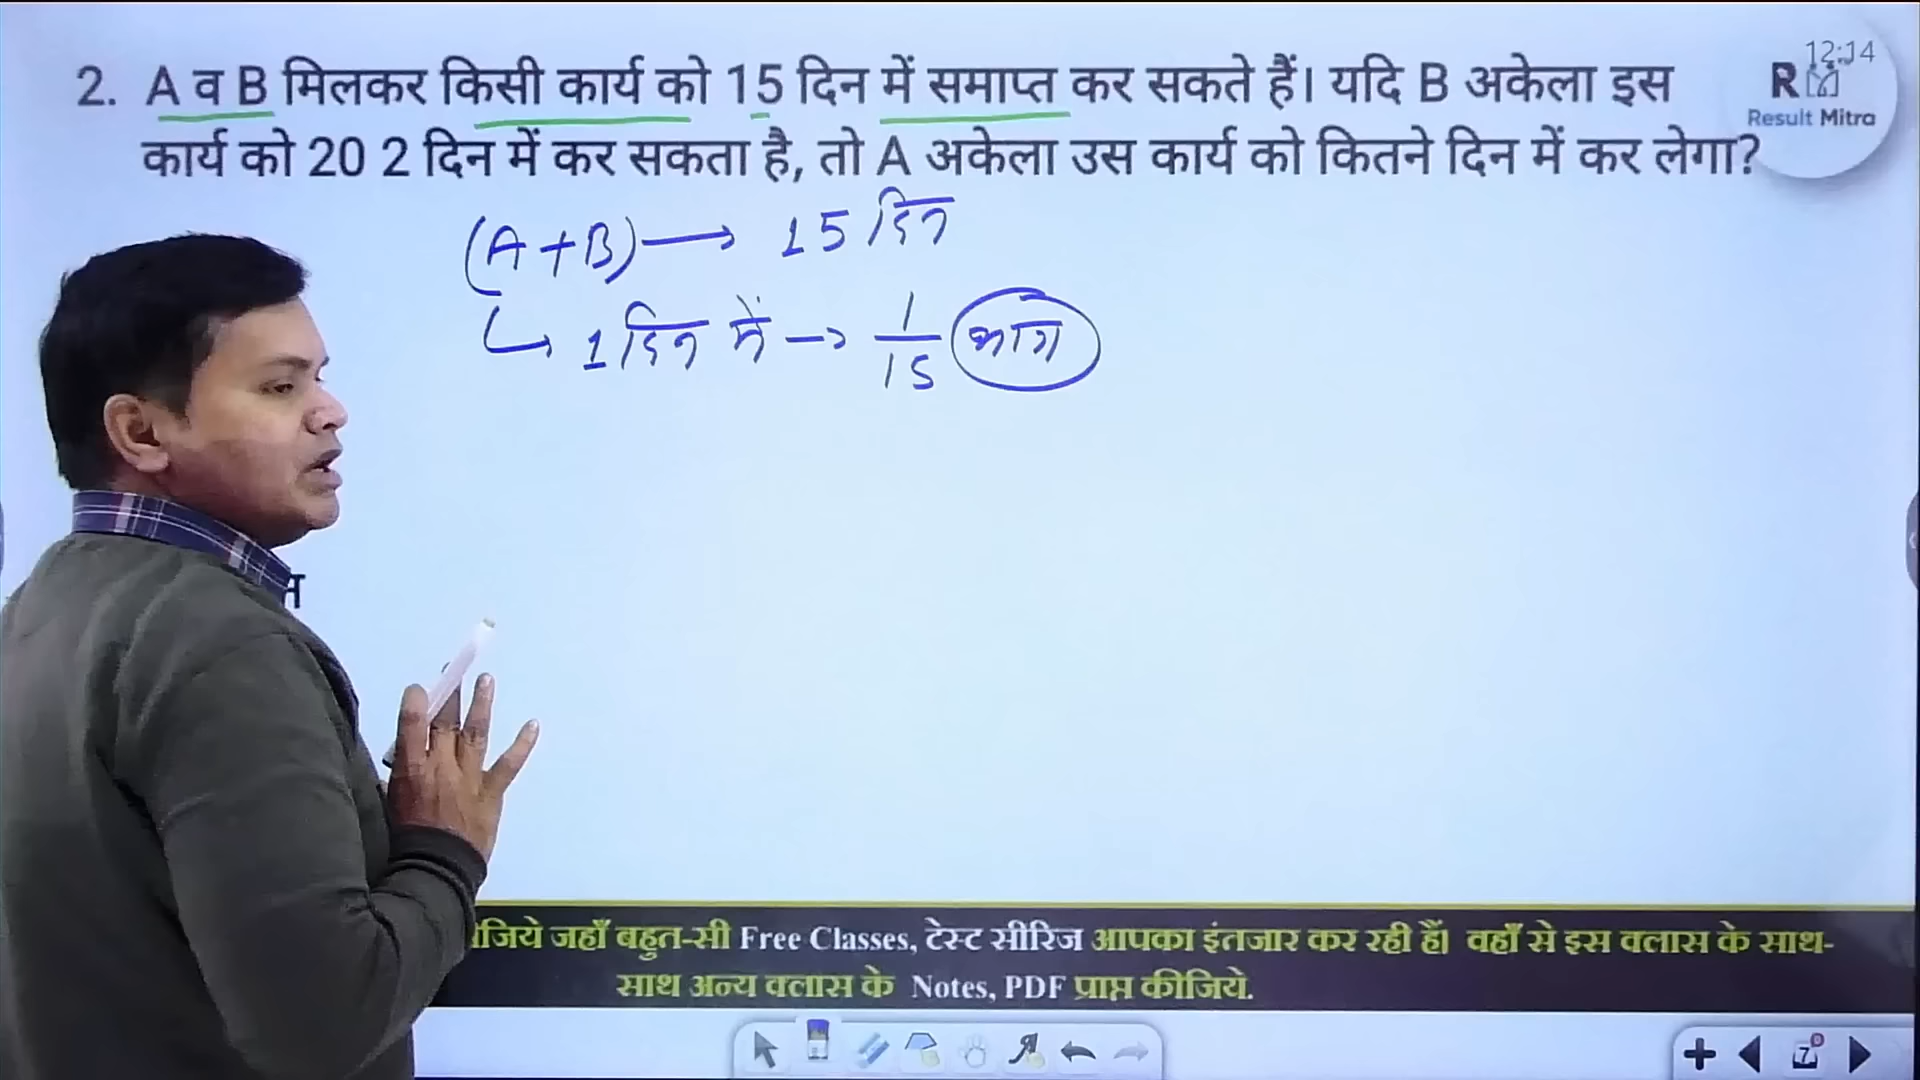 12:14
R
Result Mitra
2. A व B मिलकर किसी कार्य को 15 दिन में समाप्त कर सकते हैं। यदि B अकेला इस
कार्य को 20 2 दिन में कर सकता है, तो A अकेला उस कार्य को कितने दिन में कर लेगा?
(A+B) → 15 दिन
↳ 1 दिन में → 1/15 भाग
न
जिये जहाँ बहुत-सी Free Classes, टेस्ट सीरिज आपका इंतजार कर रही हैं। वहाँ से इस क्लास के साथ-
साथ अन्य क्लास के Notes, PDF प्राप्त कीजिये.
7